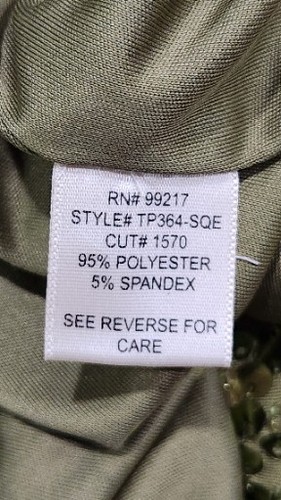 RN# 99217
STYLE# TP364-SQE
CUT# 1570
95% POLYESTER
5% SPANDEX
SEE REVERSE FOR
CARE